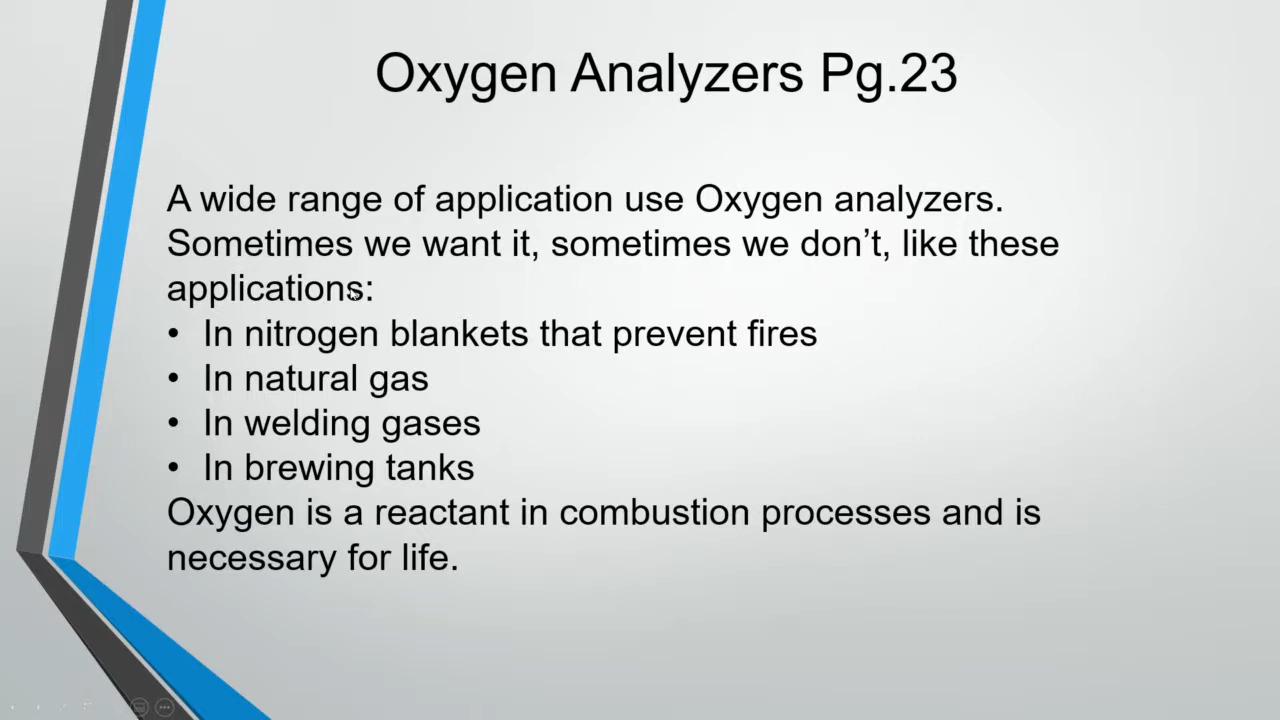 Oxygen Analyzers Pg.23
A wide range of application use Oxygen analyzers.
Sometimes we want it, sometimes we don’t, like these
applications:
• In nitrogen blankets that prevent fires
• In natural gas
• In welding gases
• In brewing tanks
Oxygen is a reactant in combustion processes and is
necessary for life.